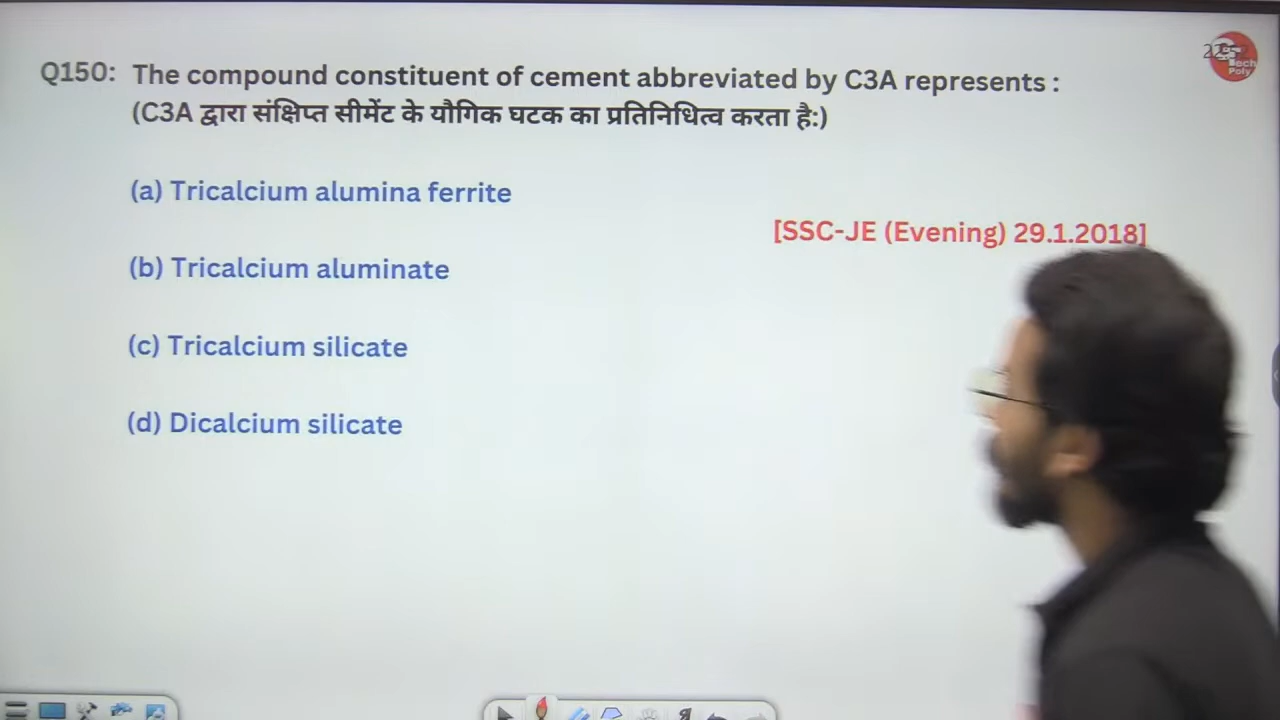 Q150: The compound constituent of cement abbreviated by C3A represents :
(C3A द्वारा संक्षिप्त सीमेंट के यौगिक घटक का प्रतिनिधित्व करता है:)
(a) Tricalcium alumina ferrite
[SSC-JE (Evening) 29.1.2018]
(b) Tricalcium aluminate
(c) Tricalcium silicate
(d) Dicalcium silicate